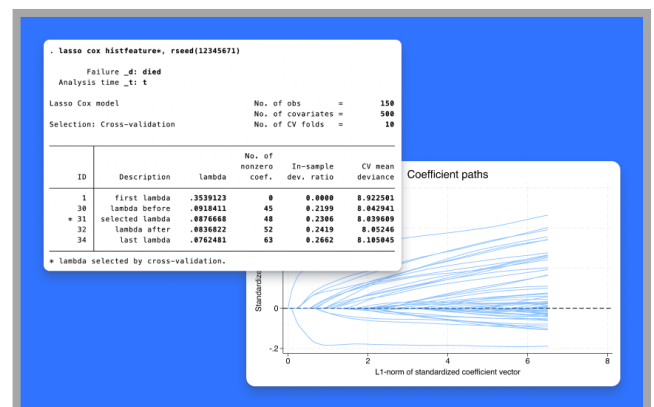 . lasso cox histfeature*, rseed(12345671)
Failure _d: died
Analysis time _t: t
Lasso Cox model No. of obs = 150
No. of covariates = 500
Selection: Cross-validation No. of CV folds = 10
No. of
nonzero In-sample CV mean
ID Description lambda coef. dev. ratio deviance
1 first lambda .3539123 0 0.0000 8.922501
30 lambda before .0918411 45 0.2199 8.042941
* 31 selected lambda .0876668 48 0.2306 8.039609
32 lambda after .0836822 52 0.2419 8.05246
34 last lambda .0762481 63 0.2662 8.105045
* lambda selected by cross-validation.
Coefficient paths
Standardized
0
-.2
0 2 4 6 8
L1-norm of standardized coefficient vector